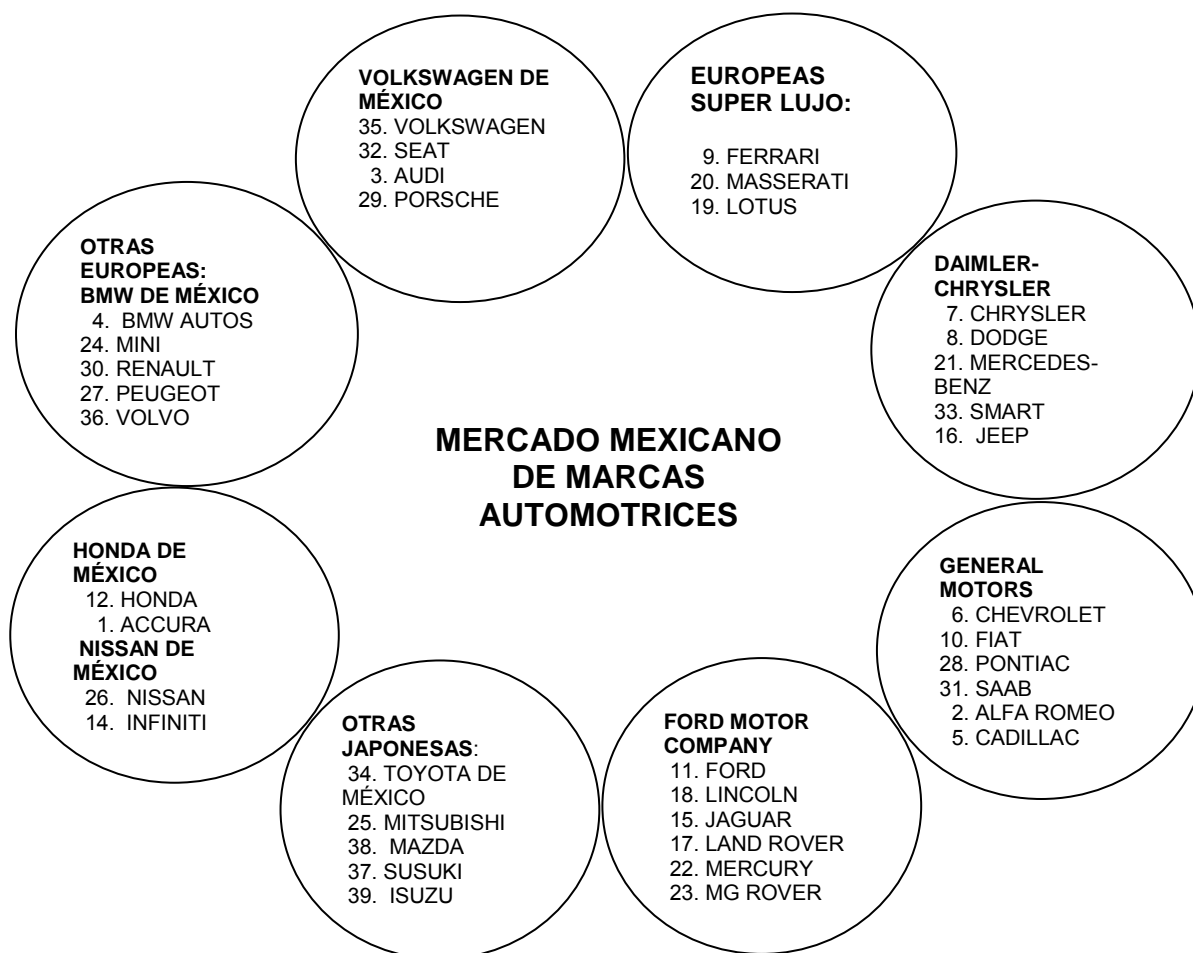 VOLKSWAGEN DE
MÉXICO
35. VOLKSWAGEN
32. SEAT
3. AUDI
29. PORSCHE
EUROPEAS
SUPER LUJO:
9. FERRARI
20. MASSERATI
19. LOTUS
OTRAS
EUROPEAS:
BMW DE MÉXICO
4. BMW AUTOS
24. MINI
30. RENAULT
27. PEUGEOT
36. VOLVO
DAIMLER-
CHRYSLER
7. CHRYSLER
8. DODGE
21. MERCEDES-
BENZ
33. SMART
16. JEEP
MERCADO MEXICANO
DE MARCAS
AUTOMOTRICES
HONDA DE
MÉXICO
12. HONDA
1. ACCURA
NISSAN DE
MÉXICO
26. NISSAN
14. INFINITI
GENERAL
MOTORS
6. CHEVROLET
10. FIAT
28. PONTIAC
31. SAAB
2. ALFA ROMEO
5. CADILLAC
OTRAS
JAPONESAS:
34. TOYOTA DE
MÉXICO
25. MITSUBISHI
38. MAZDA
37. SUSUKI
39. ISUZU
FORD MOTOR
COMPANY
11. FORD
18. LINCOLN
15. JAGUAR
17. LAND ROVER
22. MERCURY
23. MG ROVER